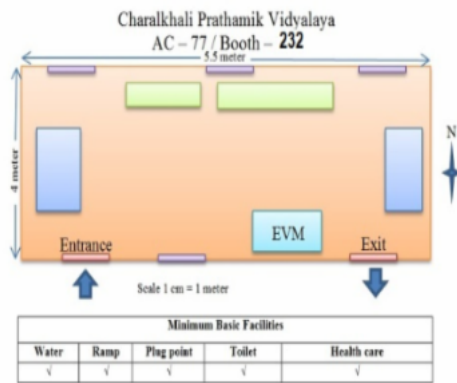 Charalkhali Prathamik Vidyalaya
AC – 77 / Booth – 232
5.5 meter
4 meter
N
EVM
Entrance
Exit
Scale 1 cm = 1 meter
Minimum Basic Facilities
Water Ramp Plug point Toilet Health care
√ √ √ √ √